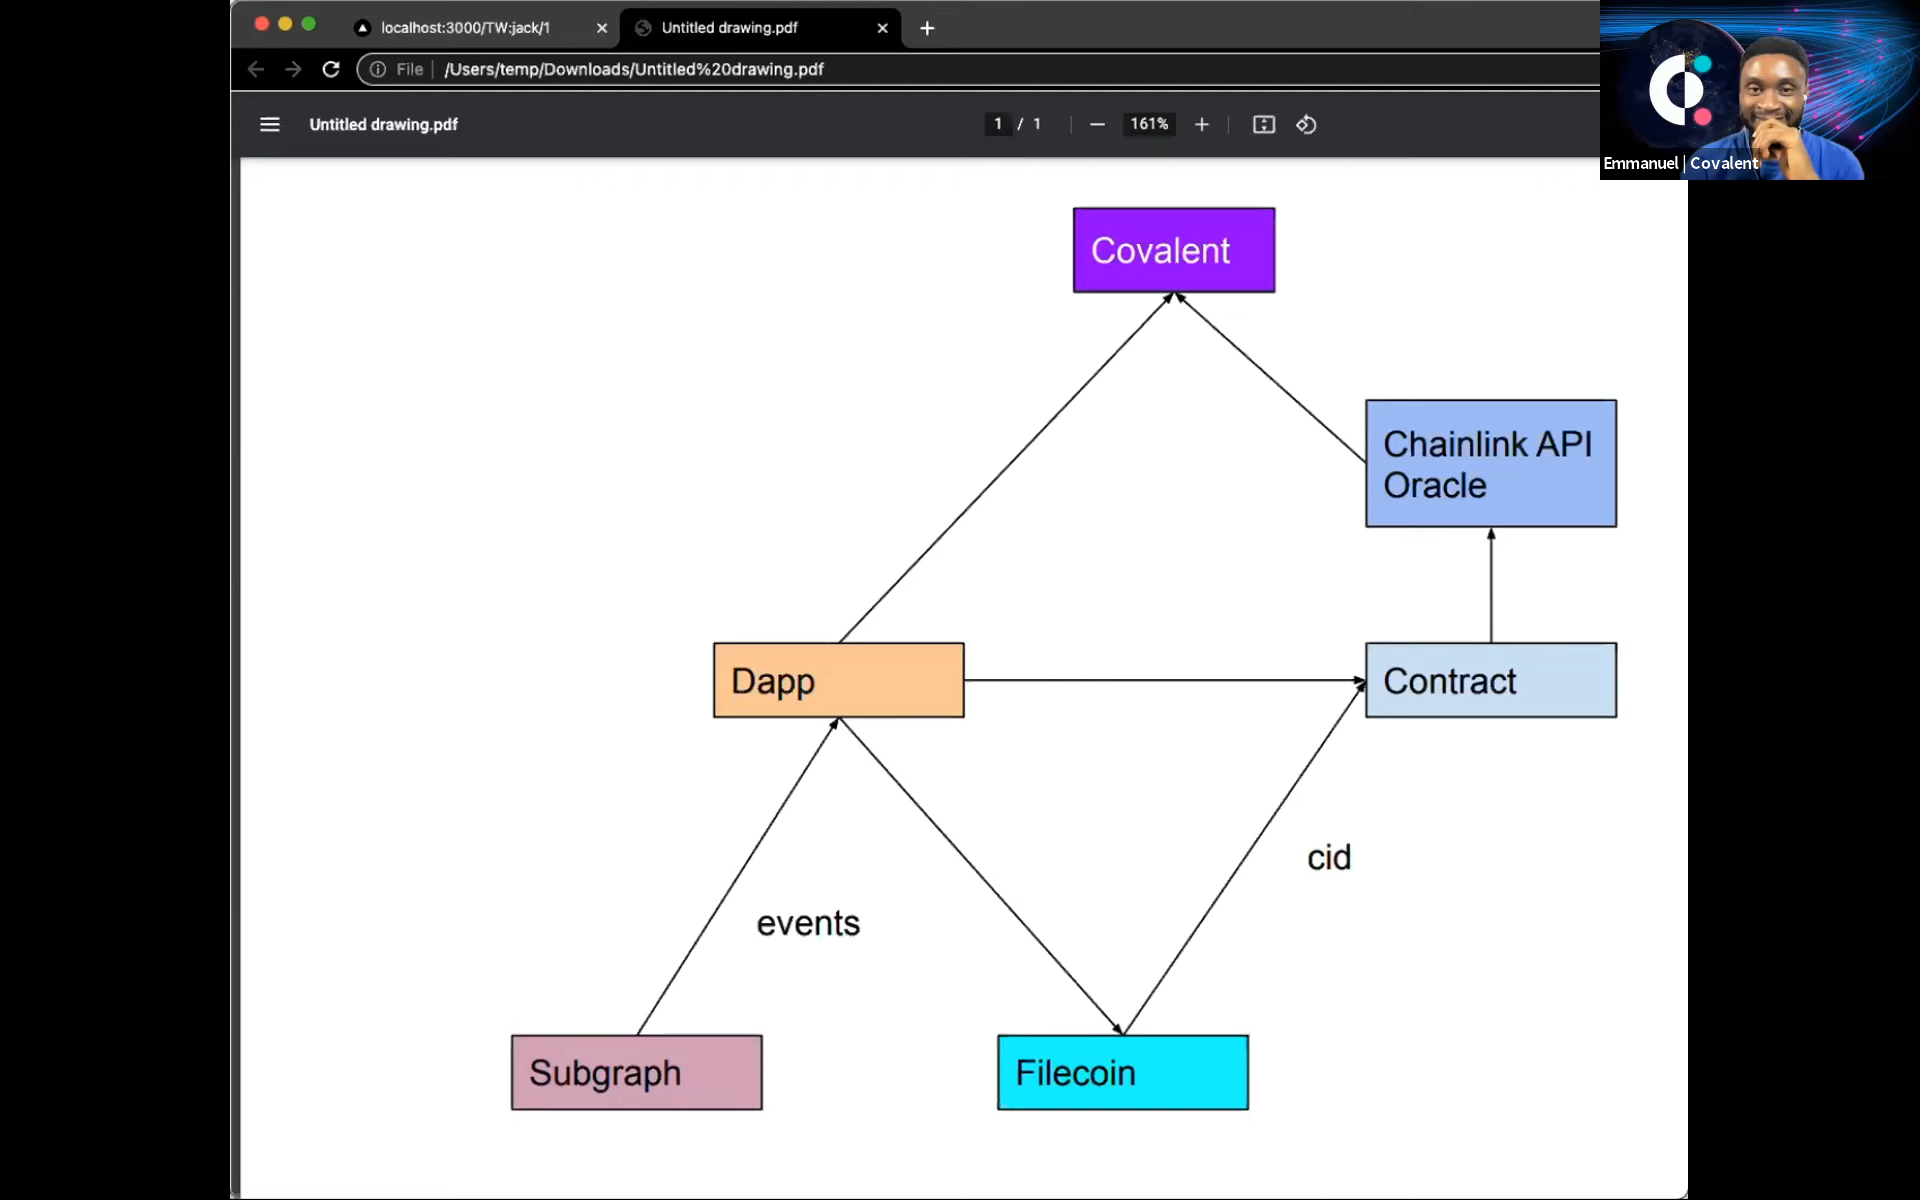 localhost:3000/TW:jack/1
Untitled drawing.pdf
File
/Users/temp/Downloads/Untitled%20drawing.pdf
Untitled drawing.pdf
1 / 1
161%
Emmanuel | Covalent
Covalent
Chainlink API
Oracle
Dapp
Contract
cid
events
Subgraph
Filecoin